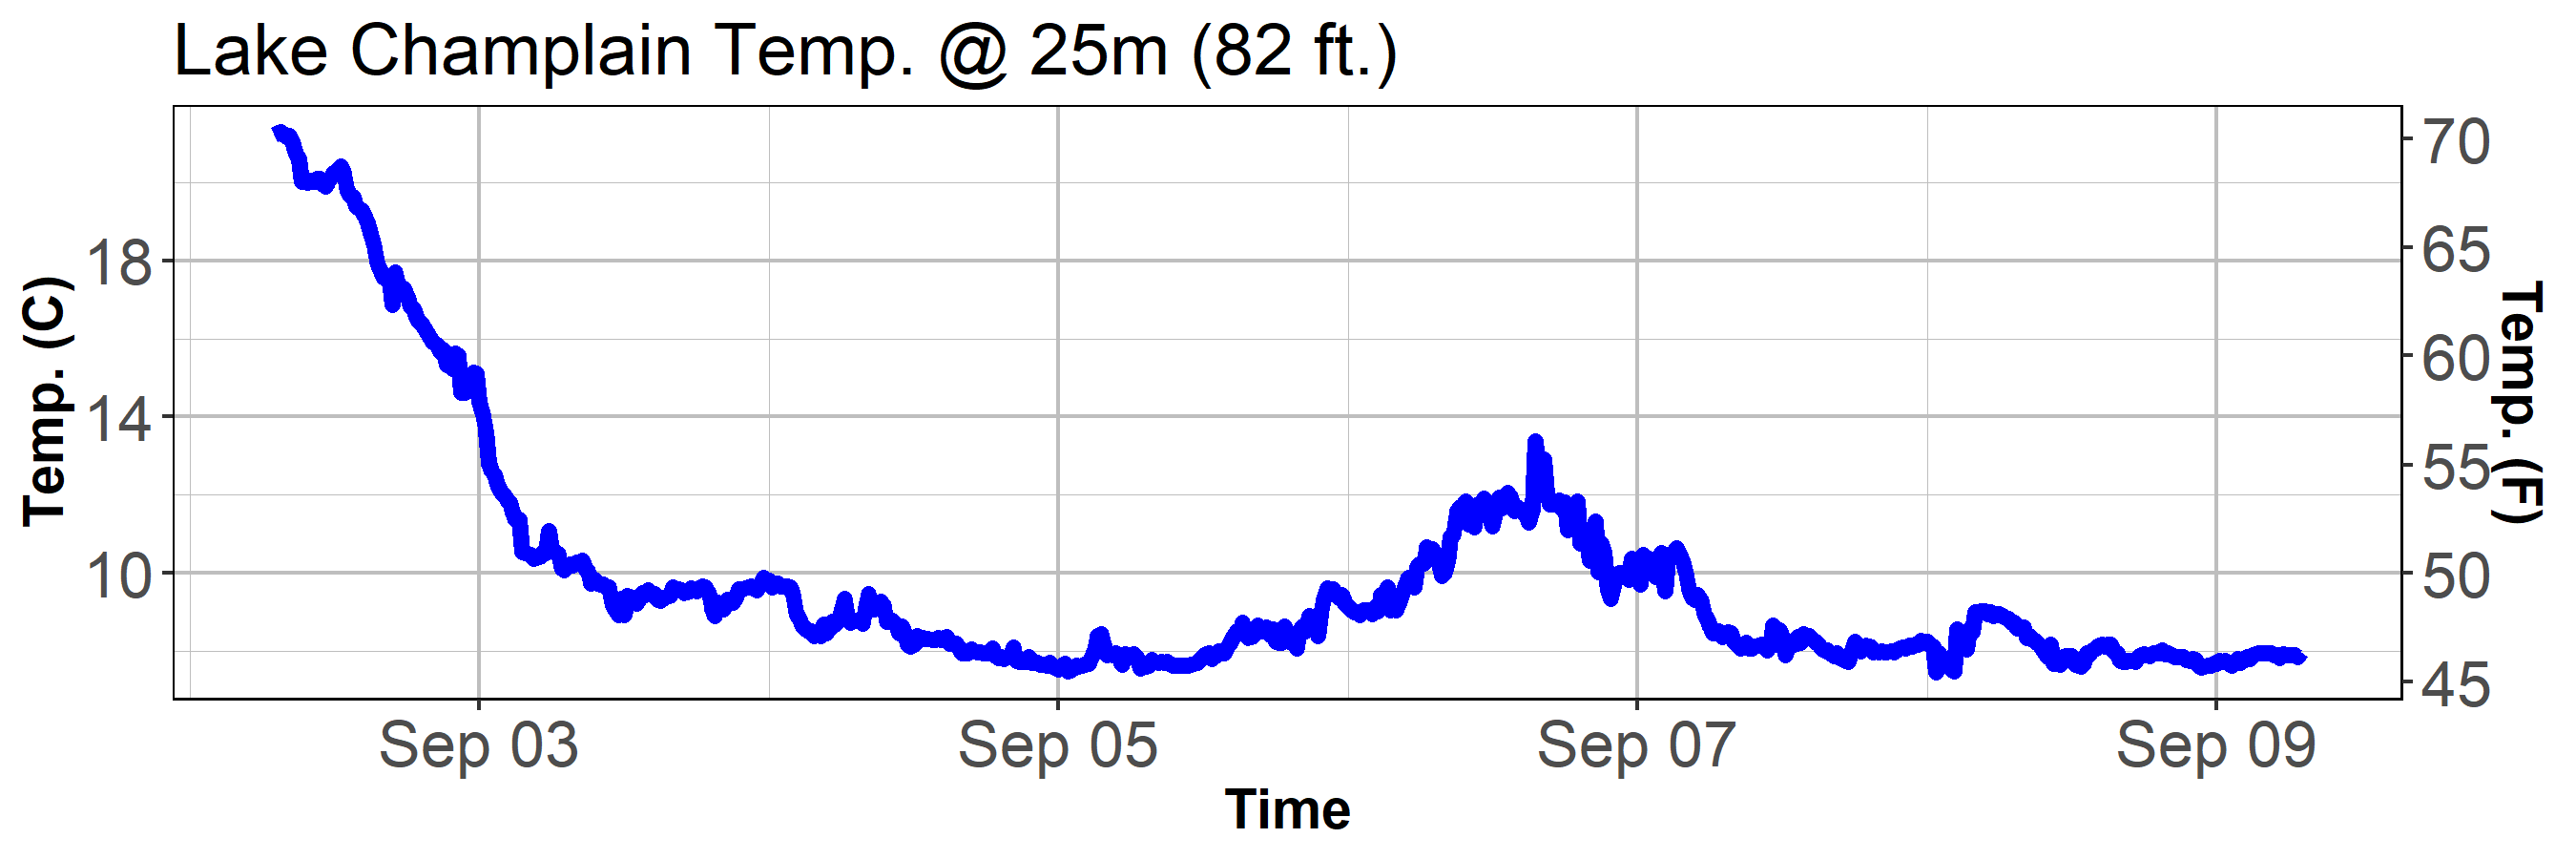 Lake Champlain Temp. @ 25m (82 ft.)
Temp. (C)
18
14
10
70
65
60
55
50
45
Temp. (F)
Sep 03 Sep 05 Sep 07 Sep 09
Time